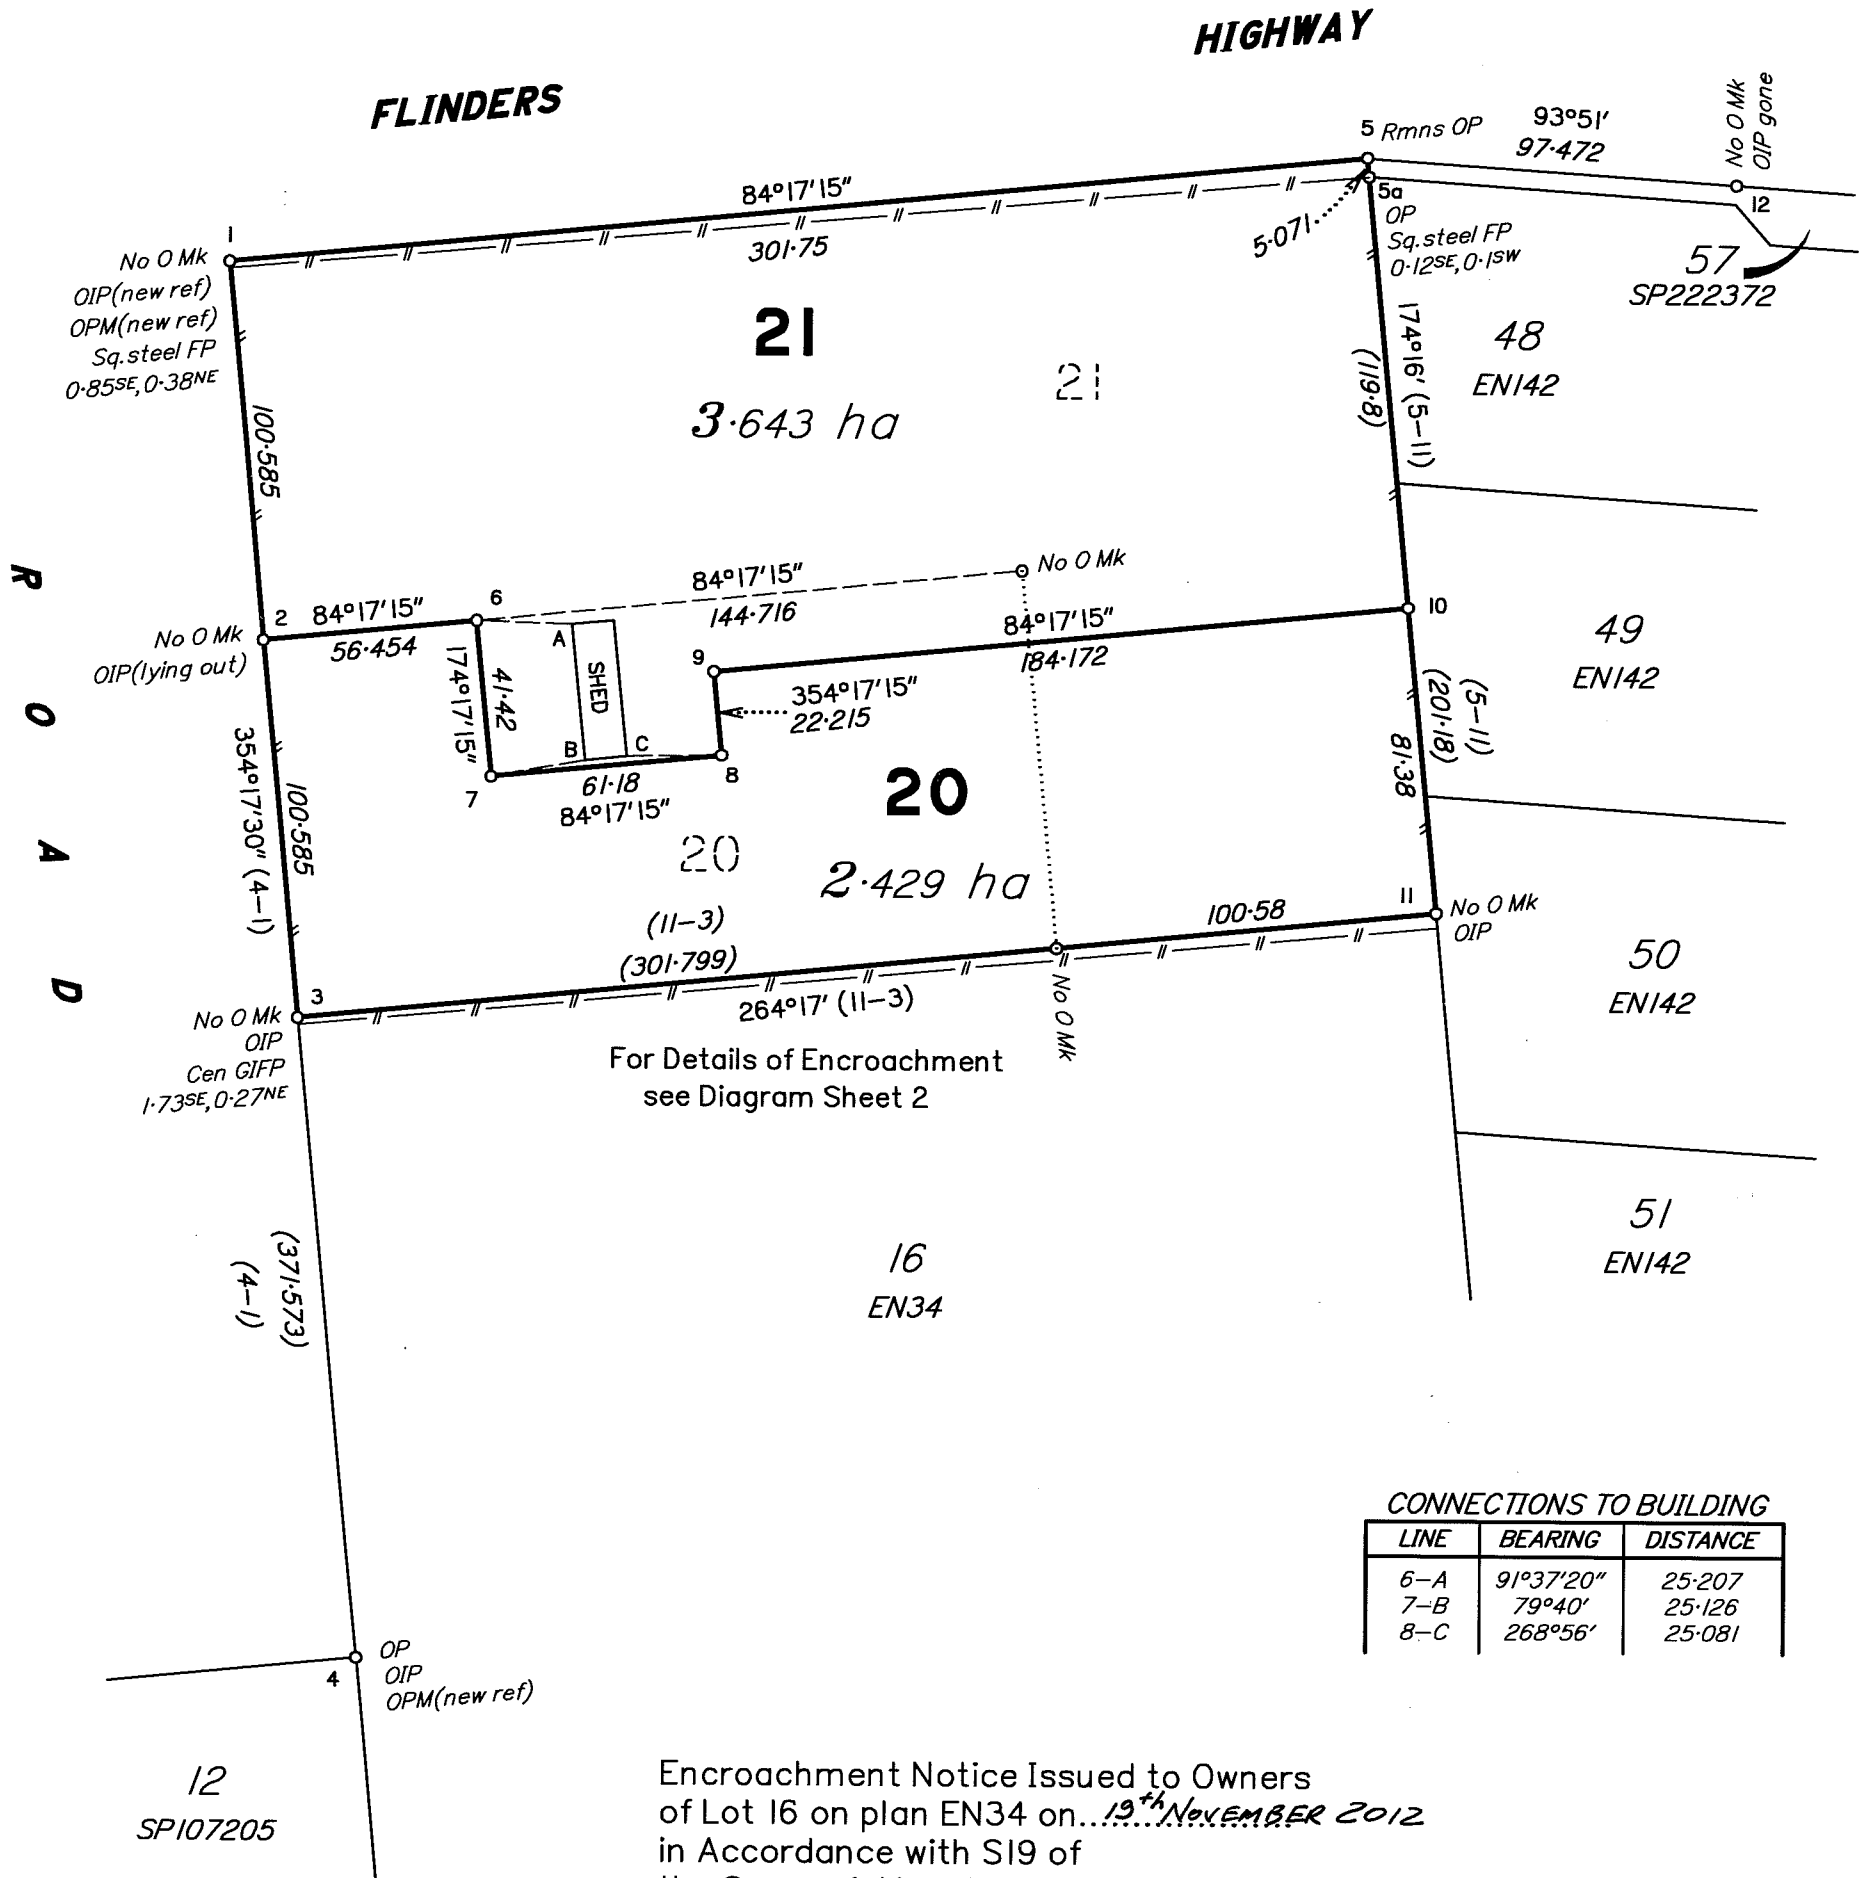 HIGHWAY
FLINDERS
5 Rmns OP
93°51'
97·472
No O Mk
OIP gone
12
84°17'15"
301·75
5·071
5a
OP
Sq.steel FP
0·12SE,0·1SW
57
SP222372
1
No O Mk
OIP(new ref)
OPM(new ref)
Sq.steel FP
0·85SE,0·38NE
21
21
3·643 ha
174°16' (5-11)
(119·8)
48
EN142
100·585
ROAD
2
84°17'15"
56·454
No O Mk
OIP(lying out)
6
84°17'15"
144·716
No O Mk
84°17'15"
184·172
10
49
EN142
174°17'15"
41·42
A
SHED
B
C
9
354°17'15"
22·215
8
7
61·18
84°17'15"
20
20
2·429 ha
(5-11)
(201·18)
81·38
354°17'30" (4-1)
100·585
(11-3)
(301·799)
264°17' (11-3)
100·58
11
No O Mk
OIP
No O Mk
50
EN142
3
No O Mk
OIP
Cen GIFP
1·73SE,0·27NE
For Details of Encroachment
see Diagram Sheet 2
51
EN142
16
EN34
(371·573)
(4-1)
CONNECTIONS TO BUILDING
LINE BEARING DISTANCE
6-A 91°37'20" 25·207
7-B 79°40' 25·126
8-C 268°56' 25·081
4
OP
OIP
OPM(new ref)
12
SP107205
Encroachment Notice Issued to Owners
of Lot 16 on plan EN34 on 19th NOVEMBER 2012
in Accordance with S19 of